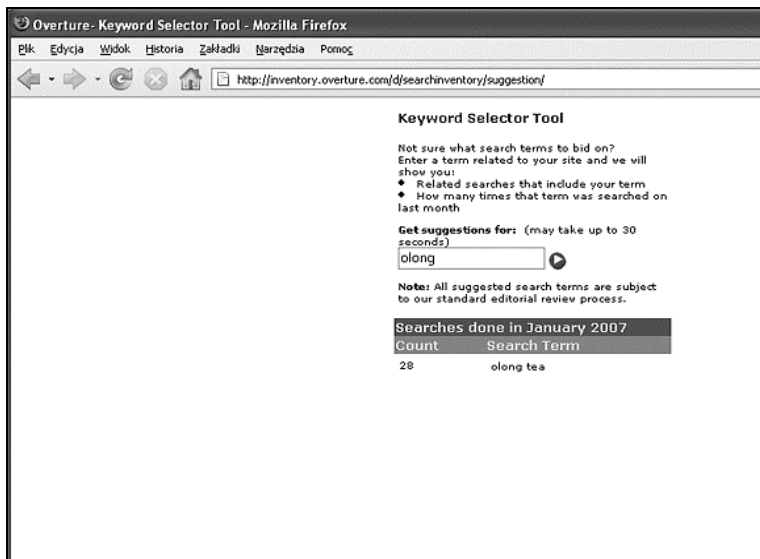 Overture- Keyword Selector Tool - Mozilla Firefox
Plik Edycja Widok Historia Zakładki Narzędzia Pomoc
http://inventory.overture.com/d/searchinventory/suggestion/
Keyword Selector Tool
Not sure what search terms to bid on?
Enter a term related to your site and we will
show you:
• Related searches that include your term
• How many times that term was searched on
last month
Get suggestions for: (may take up to 30
seconds)
olong
Note: All suggested search terms are subject
to our standard editorial review process.
Searches done in January 2007
Count Search Term
28 olong tea